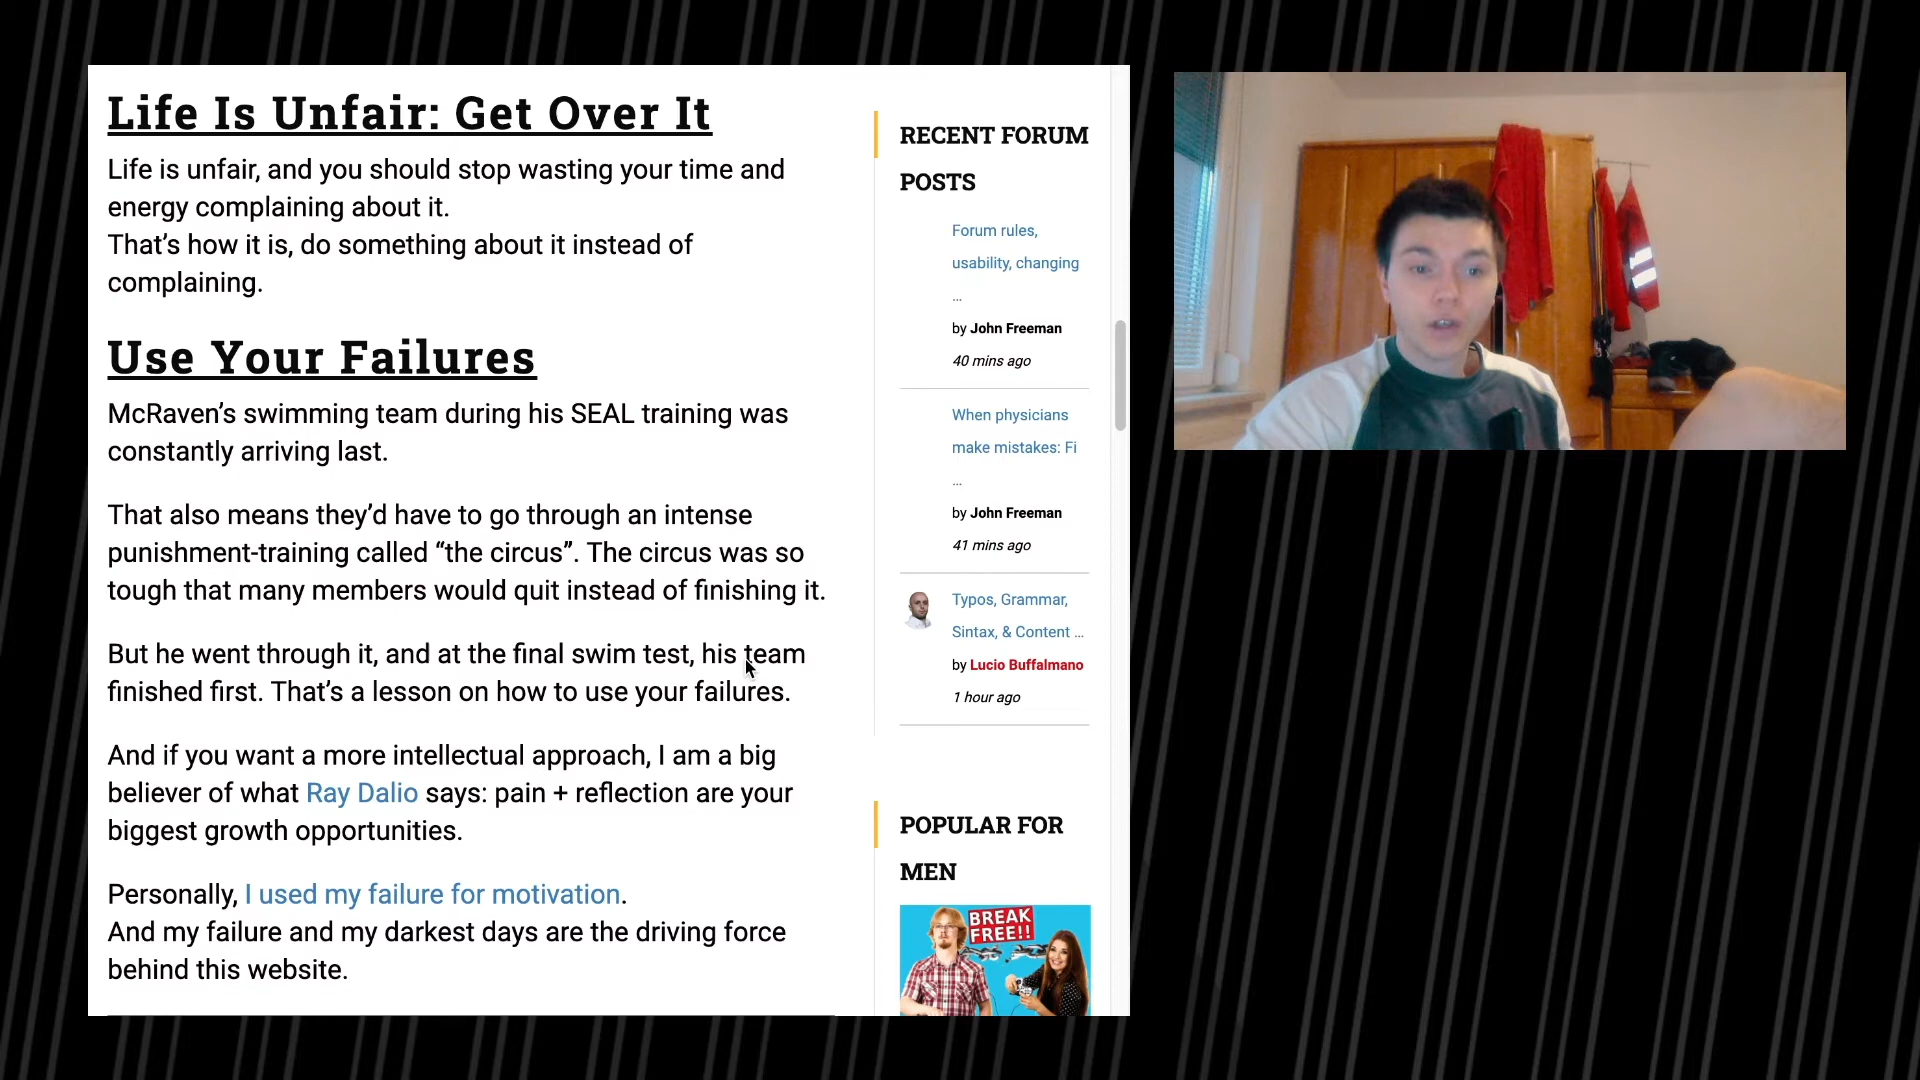 Life Is Unfair: Get Over It
Life is unfair, and you should stop wasting your time and
energy complaining about it.
That’s how it is, do something about it instead of
complaining.
Use Your Failures
McRaven’s swimming team during his SEAL training was
constantly arriving last.
That also means they’d have to go through an intense
punishment-training called “the circus”. The circus was so
tough that many members would quit instead of finishing it.
But he went through it, and at the final swim test, his team
finished first. That’s a lesson on how to use your failures.
And if you want a more intellectual approach, I am a big
believer of what Ray Dalio says: pain + reflection are your
biggest growth opportunities.
Personally, I used my failure for motivation.
And my failure and my darkest days are the driving force
behind this website.
RECENT FORUM
POSTS
Forum rules,
usability, changing
...
by John Freeman
40 mins ago
When physicians
make mistakes: Fi
...
by John Freeman
41 mins ago
Typos, Grammar,
Sintax, & Content ...
by Lucio Buffalmano
1 hour ago
POPULAR FOR
MEN
BREAK
FREE!!